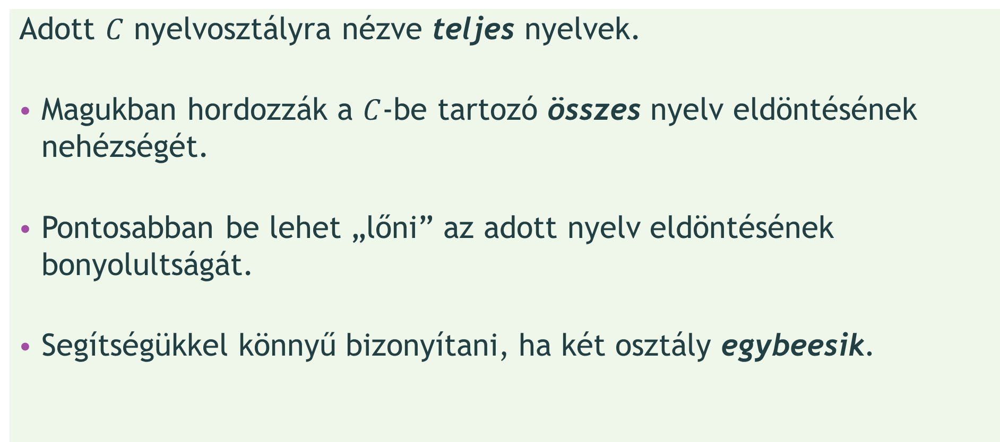 Adott C nyelvosztályra nézve teljes nyelvek.
• Magukban hordozzák a C-be tartozó összes nyelv eldöntésének
nehézségét.
• Pontosabban be lehet „lőni” az adott nyelv eldöntésének
bonyolultságát.
• Segítségükkel könnyű bizonyítani, ha két osztály egybeesik.